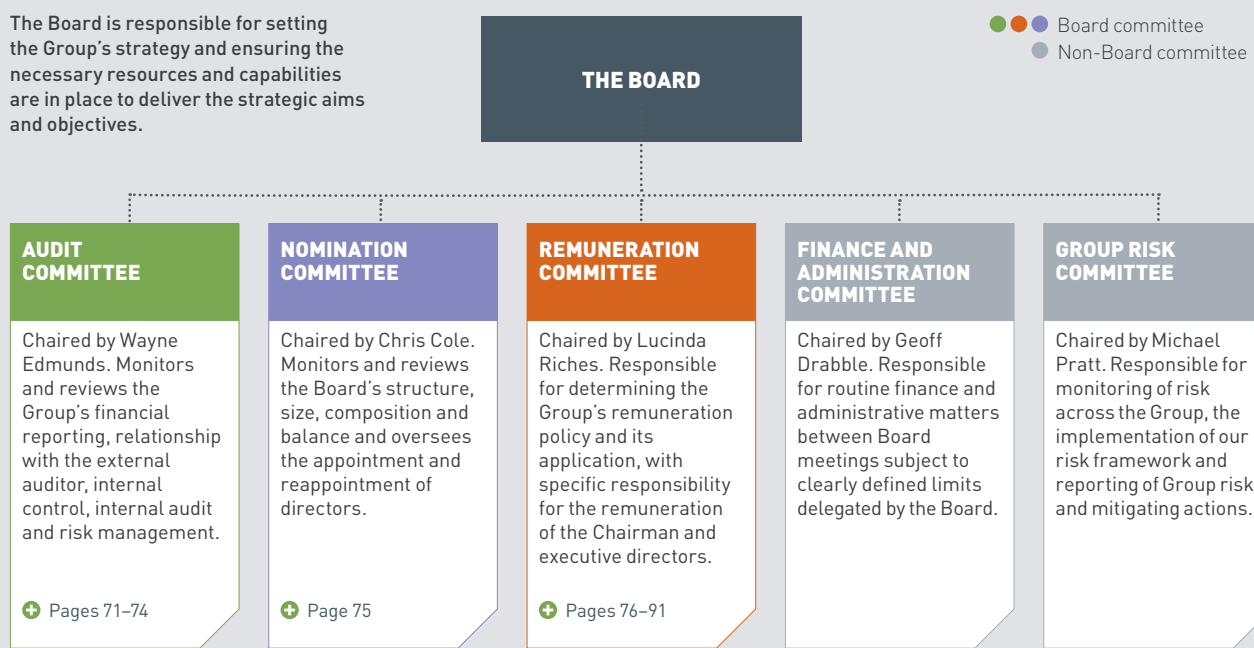 The Board is responsible for setting
the Group’s strategy and ensuring the
necessary resources and capabilities
are in place to deliver the strategic aims
and objectives.
THE BOARD
Board committee
Non-Board committee
AUDIT
COMMITTEE
Chaired by Wayne
Edmunds. Monitors
and reviews the
Group’s financial
reporting, relationship
with the external
auditor, internal
control, internal audit
and risk management.
Pages 71–74
NOMINATION
COMMITTEE
Chaired by Chris Cole.
Monitors and reviews
the Board’s structure,
size, composition and
balance and oversees
the appointment and
reappointment of
directors.
Page 75
REMUNERATION
COMMITTEE
Chaired by Lucinda
Riches. Responsible
for determining the
Group’s remuneration
policy and its
application, with
specific responsibility
for the remuneration
of the Chairman and
executive directors.
Pages 76–91
FINANCE AND
ADMINISTRATION
COMMITTEE
Chaired by Geoff
Drabble. Responsible
for routine finance and
administrative matters
between Board
meetings subject to
clearly defined limits
delegated by the Board.
GROUP RISK
COMMITTEE
Chaired by Michael
Pratt. Responsible for
monitoring of risk
across the Group, the
implementation of our
risk framework and
reporting of Group risk
and mitigating actions.